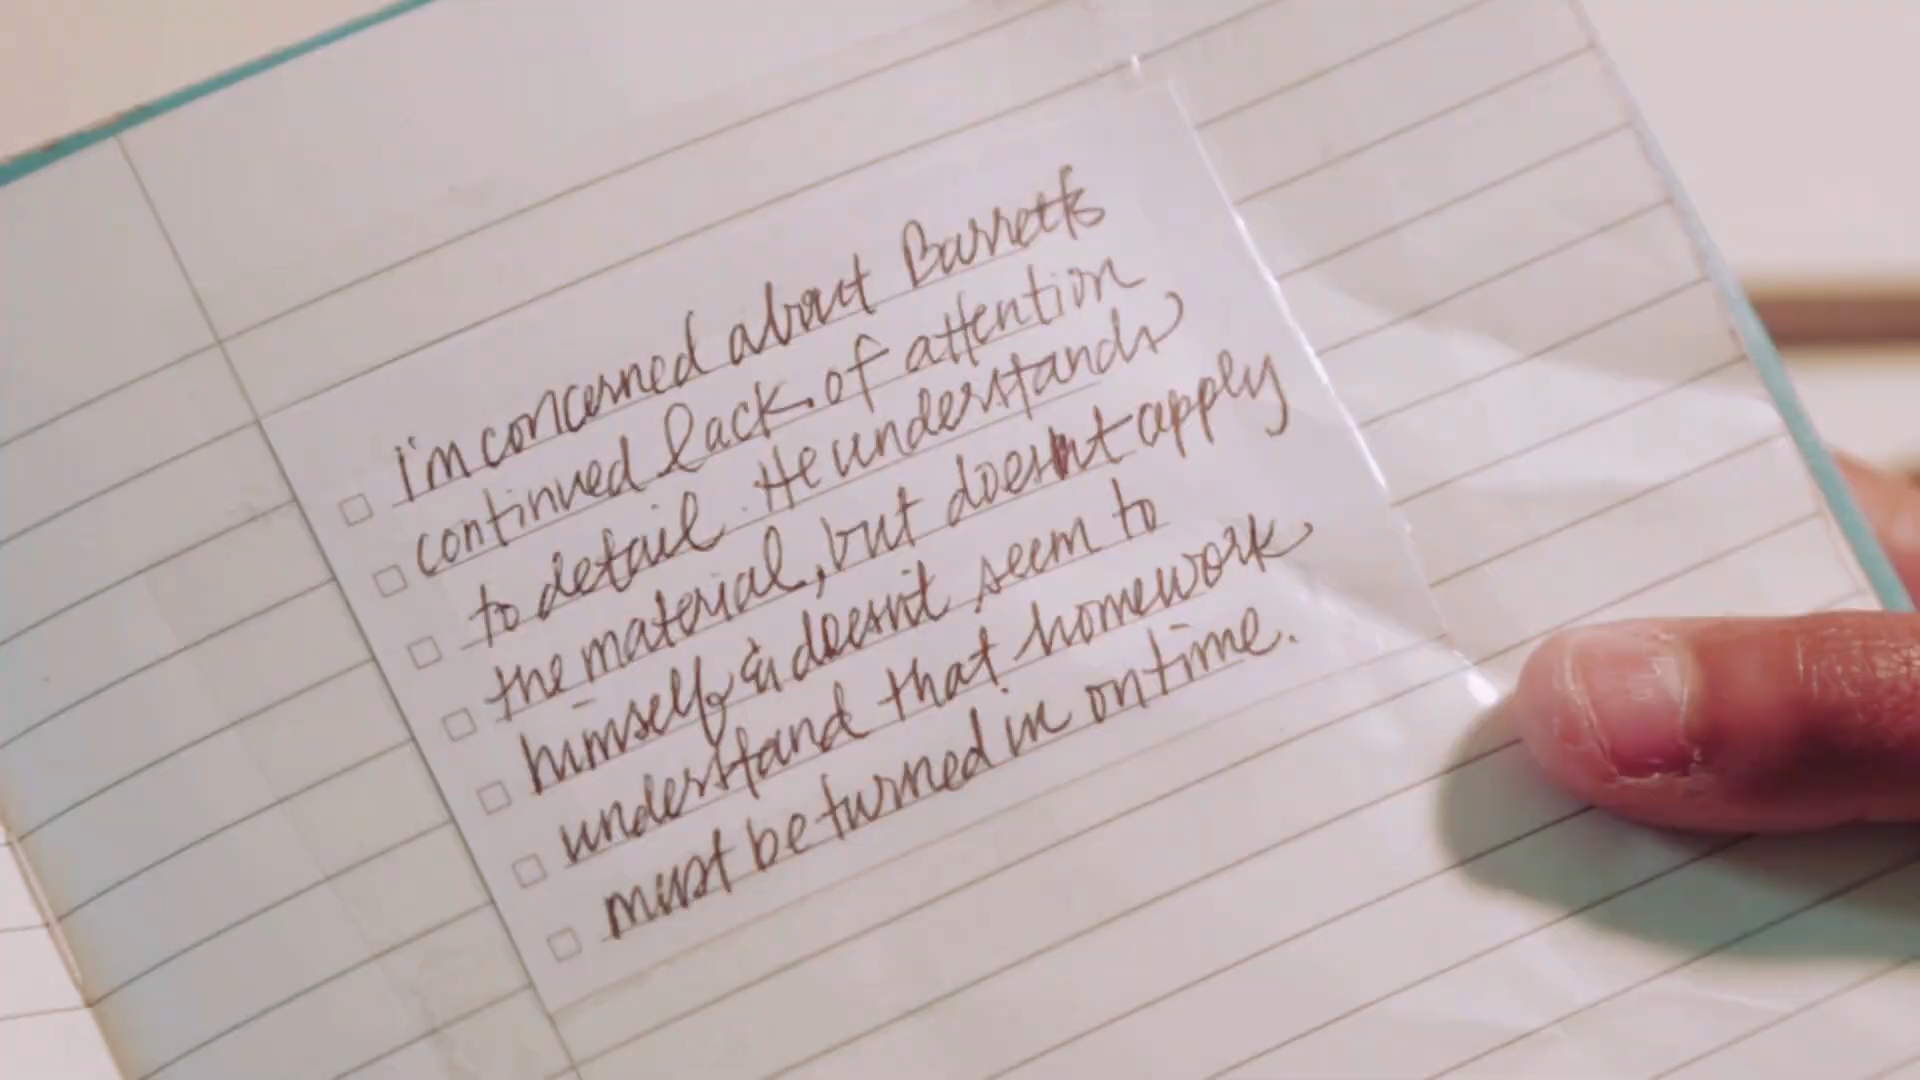 I'm concerned about Barrett's
continued lack of attention
to detail. He understands
the material, but doesn't apply
himself & doesn't seem to
understand that homework
must be turned in on time.